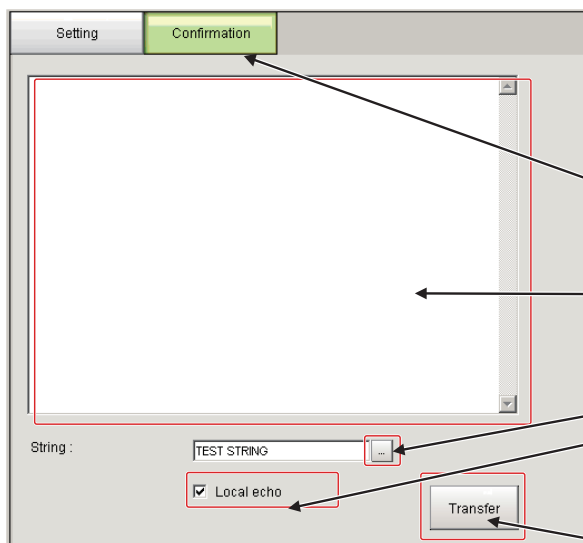 Setting
Confirmation
String :
TEST STRING
...
Local echo
Transfer